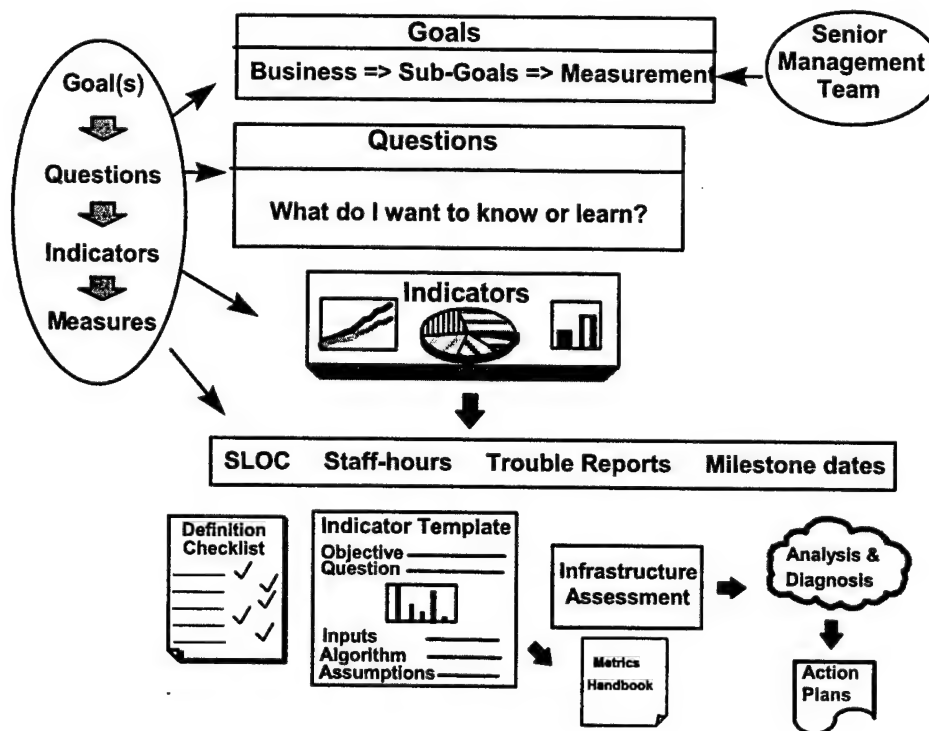 Goal(s)
Questions
Indicators
Measures
Goals
Business => Sub-Goals => Measurement
Senior
Management
Team
Questions
What do I want to know or learn?
Indicators
SLOC Staff-hours Trouble Reports Milestone dates
Definition
Checklist
Indicator Template
Objective
Question
Inputs
Algorithm
Assumptions
Infrastructure
Assessment
Metrics
Handbook
Analysis &
Diagnosis
Action
Plans